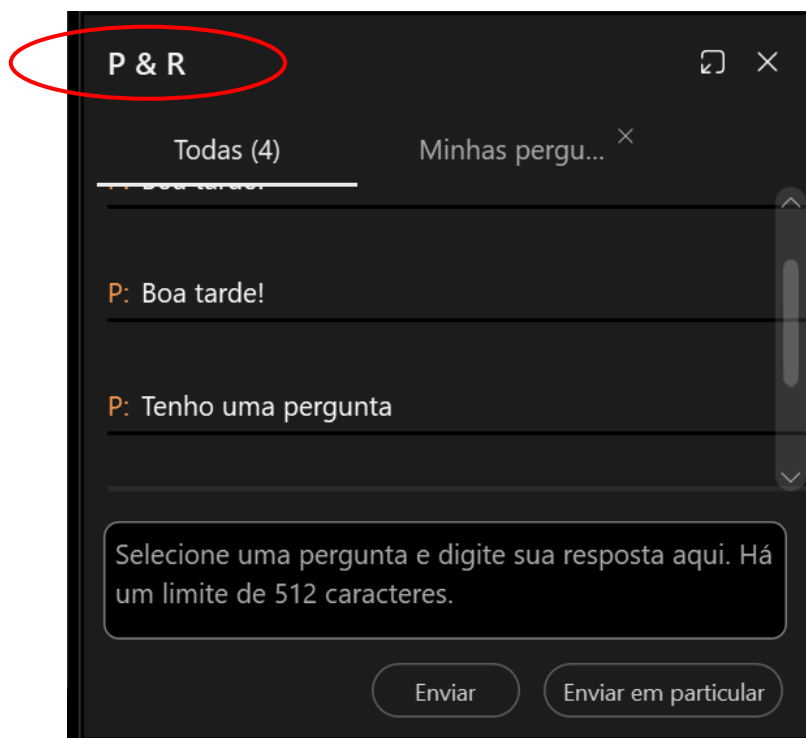 P & R
Todas (4)
Minhas pergu...
P: Boa tarde!
P: Tenho uma pergunta
Selecione uma pergunta e digite sua resposta aqui. Há
um limite de 512 caracteres.
Enviar
Enviar em particular